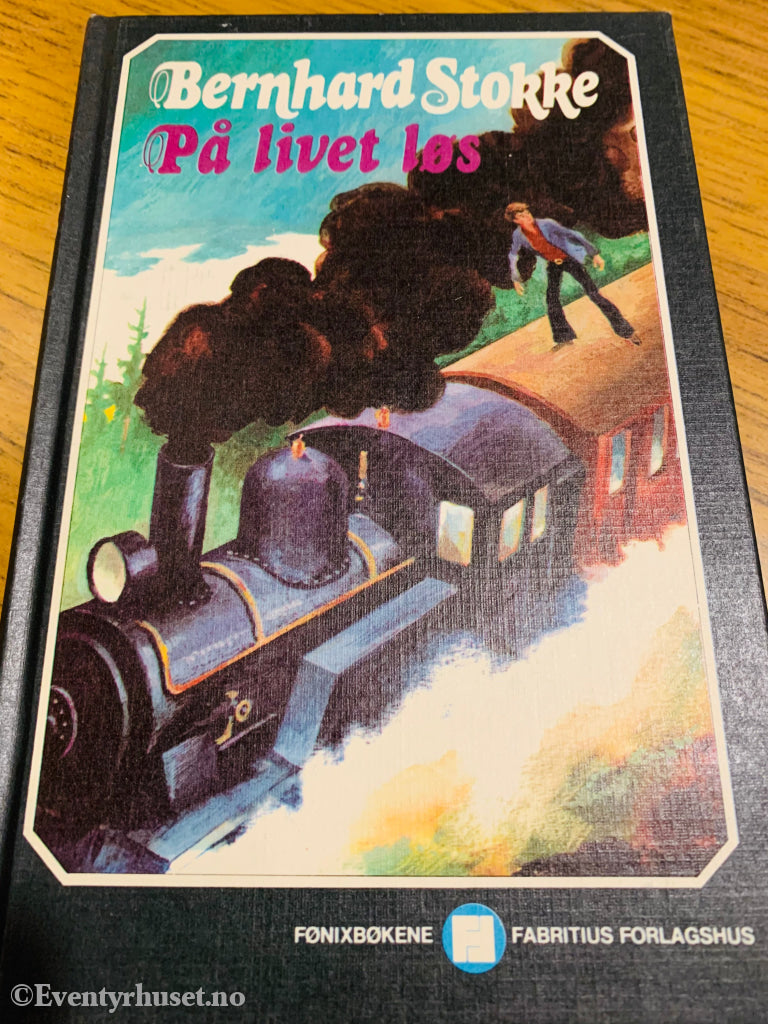 Bernhard Stokke
På livet løs
FØNIXBØKENE H FABRITIUS FORLAGSHUS
©Eventyrhuset.no